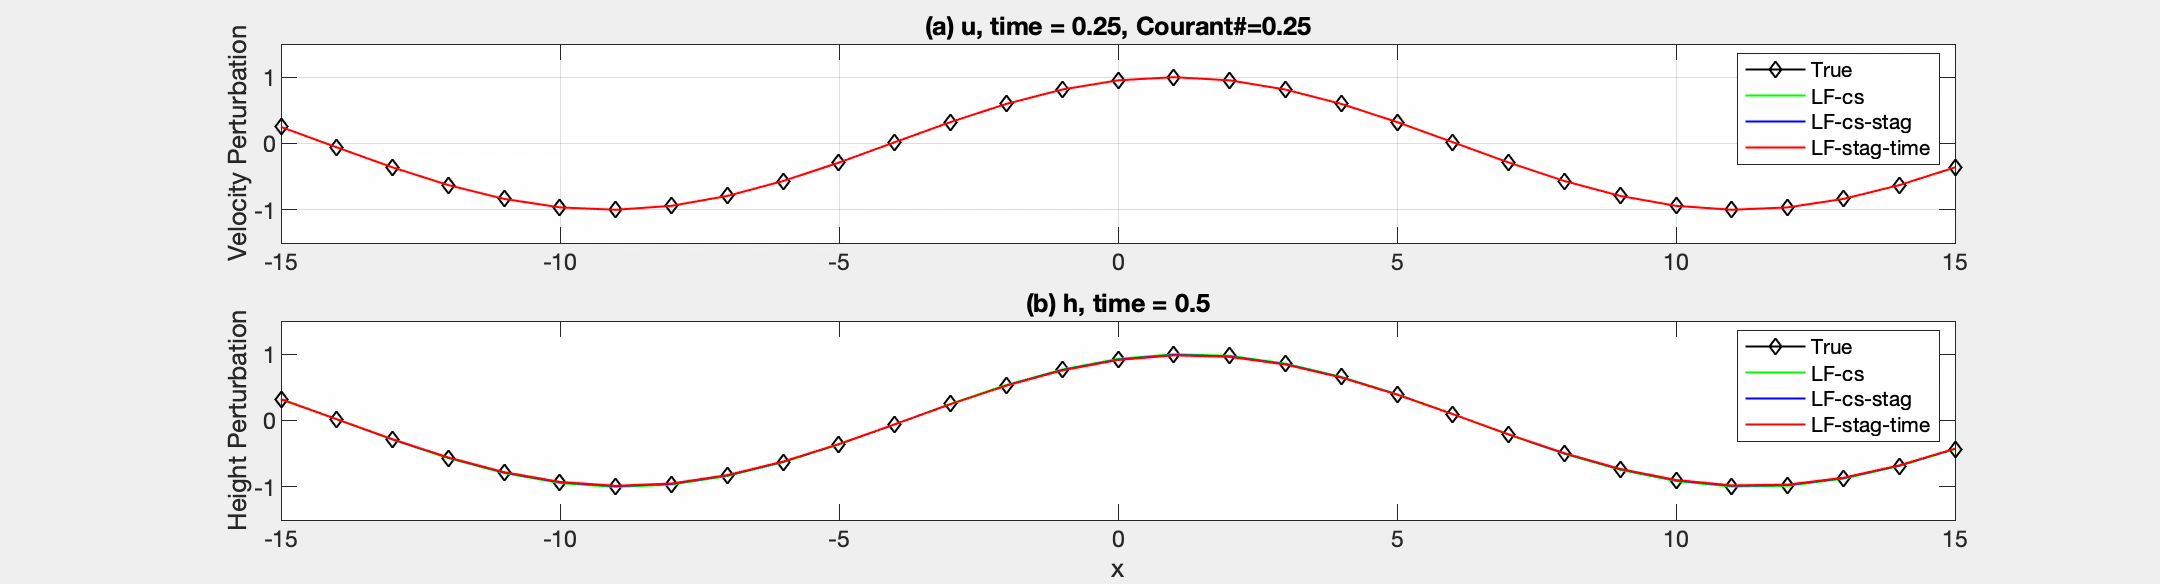 (a) u, time = 0.25, Courant#=0.25
Velocity Perturbation
1
0
-1
-15 -10 -5 0 5 10 15
True
LF-cs
LF-cs-stag
LF-stag-time
(b) h, time = 0.5
Height Perturbation
1
0
-1
-15 -10 -5 0 5 10 15
x
True
LF-cs
LF-cs-stag
LF-stag-time